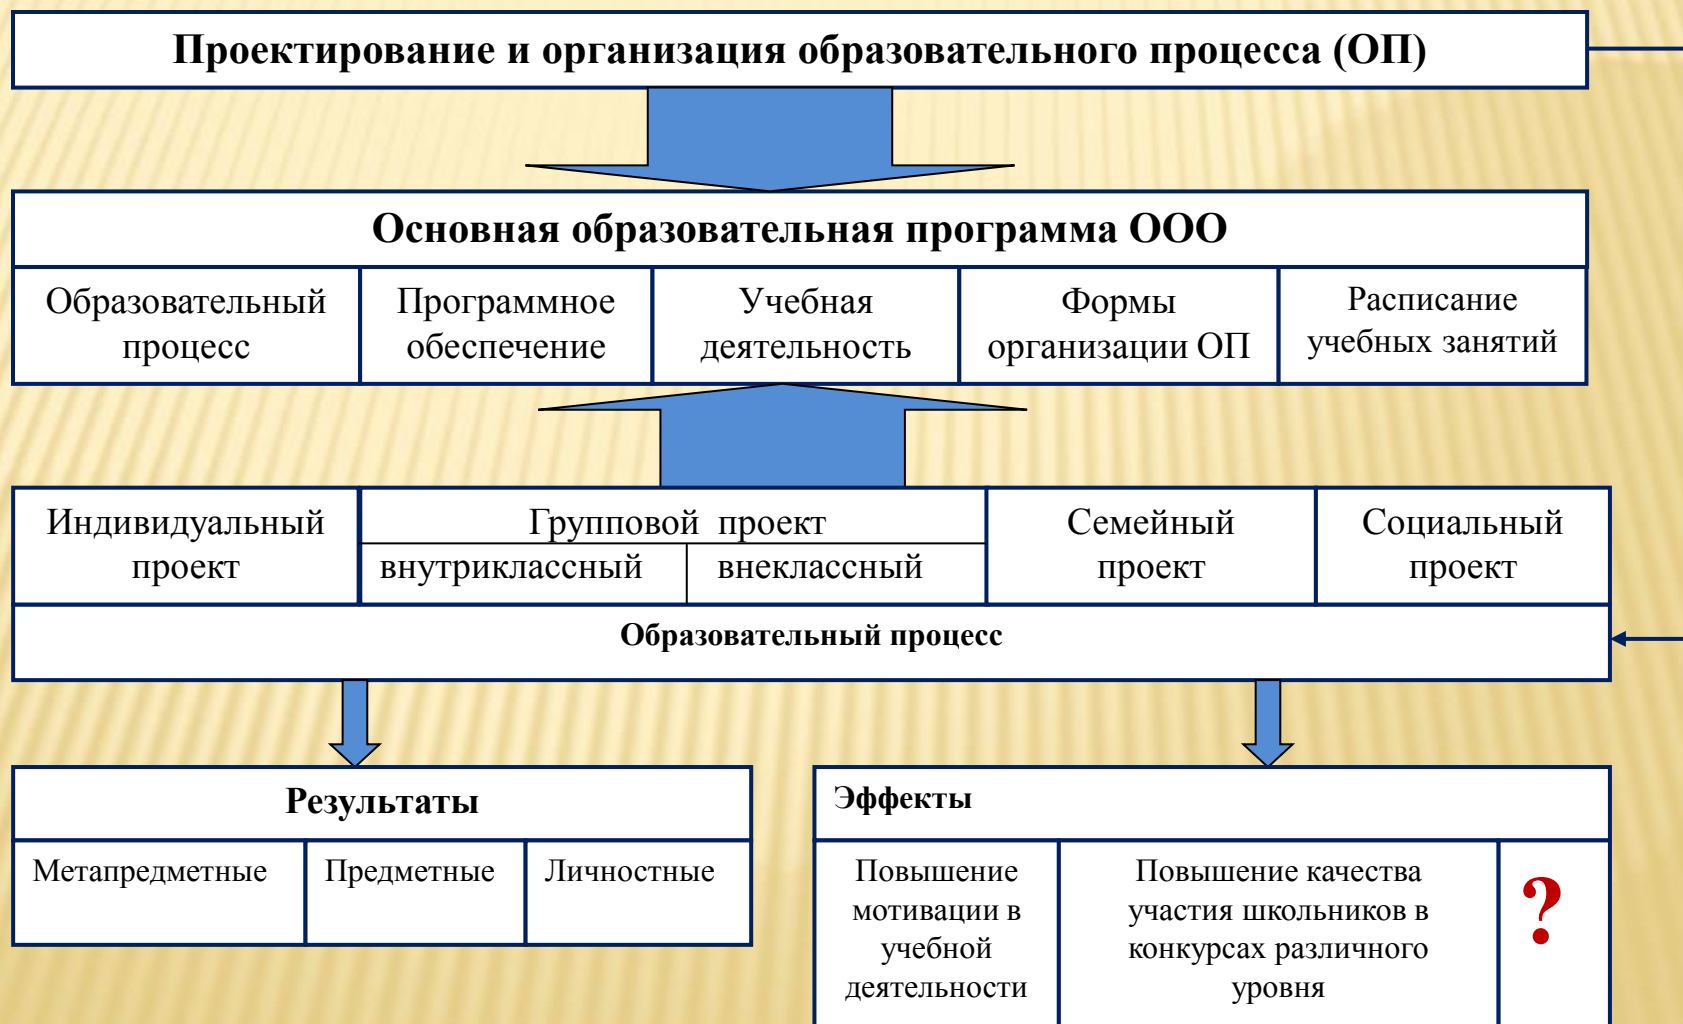 Проектирование и организация образовательного процесса (ОП)
Основная образовательная программа ООО
Образовательный
процесс
Программное
обеспечение
Учебная
деятельность
Формы
организации ОП
Расписание
учебных занятий
Индивидуальный
проект
Групповой проект
внутриклассный
внеклассный
Семейный
проект
Социальный
проект
Образовательный процесс
Результаты
Метапредметные
Предметные
Личностные
Эффекты
Повышение
мотивации в
учебной
деятельности
Повышение качества
участия школьников в
конкурсах различного
уровня
?